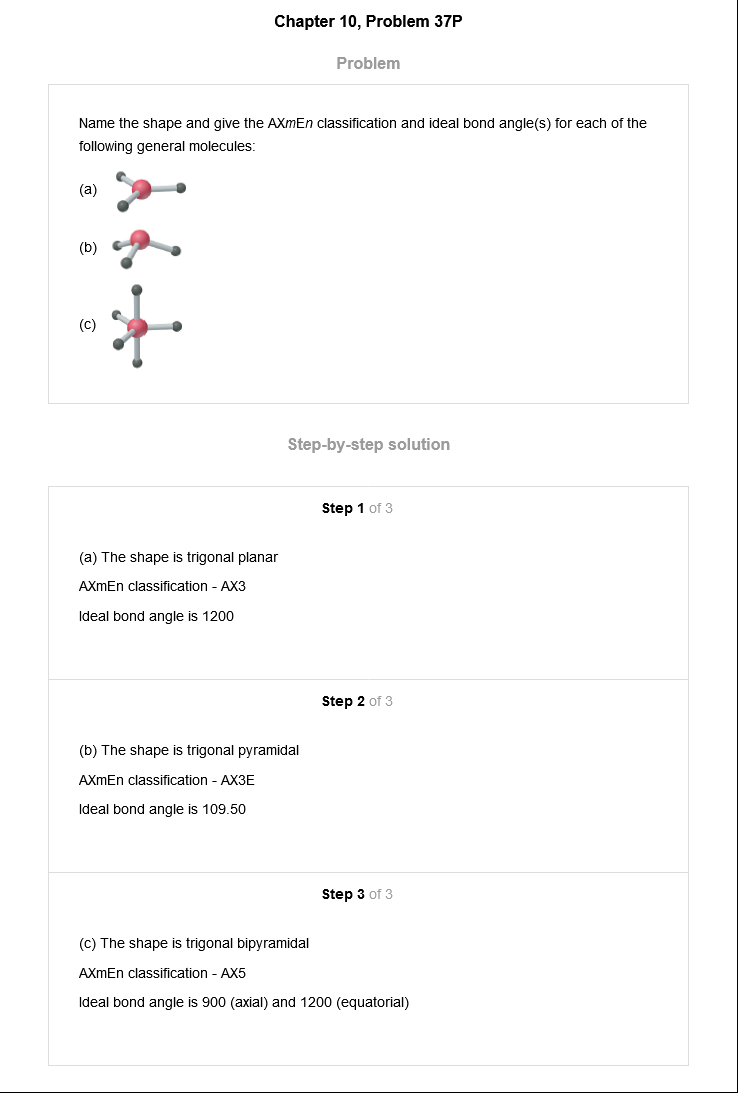 Chapter 10, Problem 37P
Problem
Name the shape and give the AXmEn classification and ideal bond angle(s) for each of the
following general molecules:
(a)
(b)
(c)
Step-by-step solution
Step 1 of 3
(a) The shape is trigonal planar
AXmEn classification - AX3
Ideal bond angle is 1200
Step 2 of 3
(b) The shape is trigonal pyramidal
AXmEn classification - AX3E
Ideal bond angle is 109.50
Step 3 of 3
(c) The shape is trigonal bipyramidal
AXmEn classification - AX5
Ideal bond angle is 900 (axial) and 1200 (equatorial)